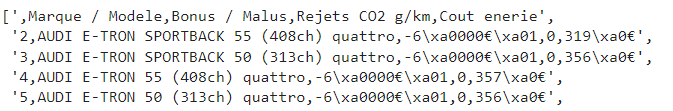 [',Marque / Modele,Bonus / Malus,Rejets CO2 g/km,Cout enerie',
'2,AUDI E-TRON SPORTBACK 55 (408ch) quattro,-6\xa0000€\xa01,0,319\xa0€',
'3,AUDI E-TRON SPORTBACK 50 (313ch) quattro,-6\xa0000€\xa01,0,356\xa0€',
'4,AUDI E-TRON 55 (408ch) quattro,-6\xa0000€\xa01,0,357\xa0€',
'5,AUDI E-TRON 50 (313ch) quattro,-6\xa0000€\xa01,0,356\xa0€',